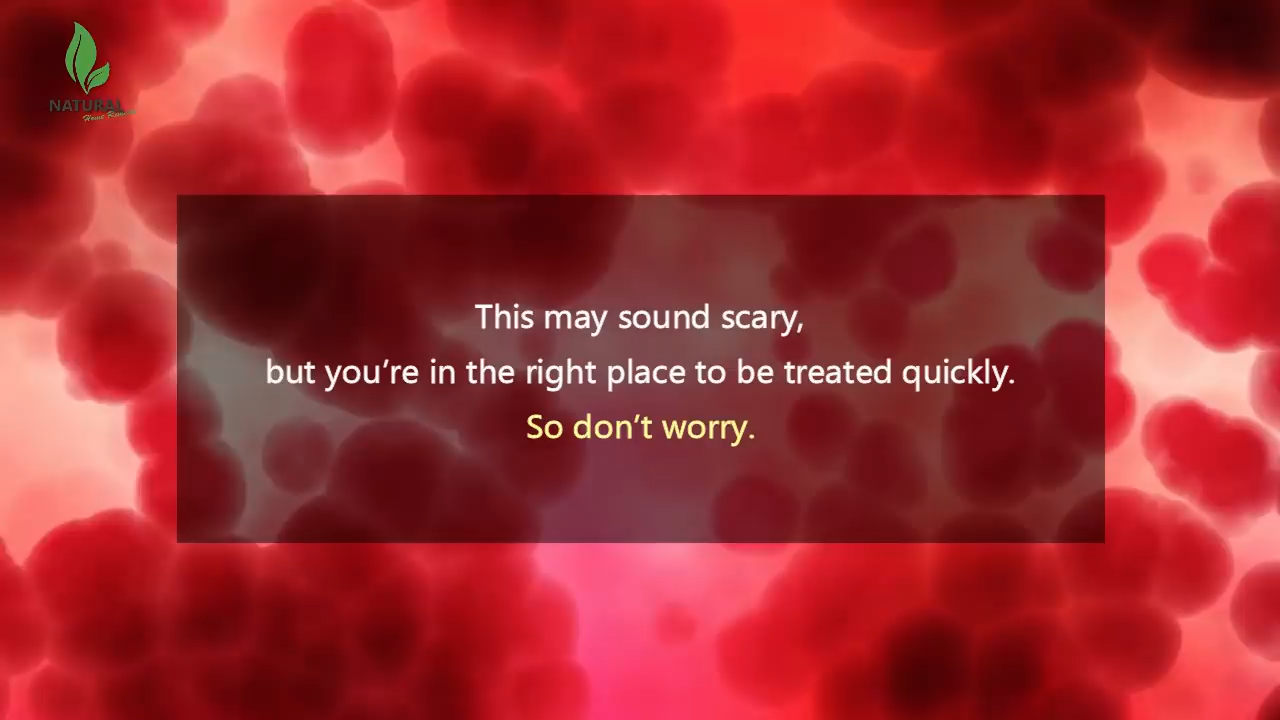 NATURAL
This may sound scary,
but you’re in the right place to be treated quickly.
So don’t worry.